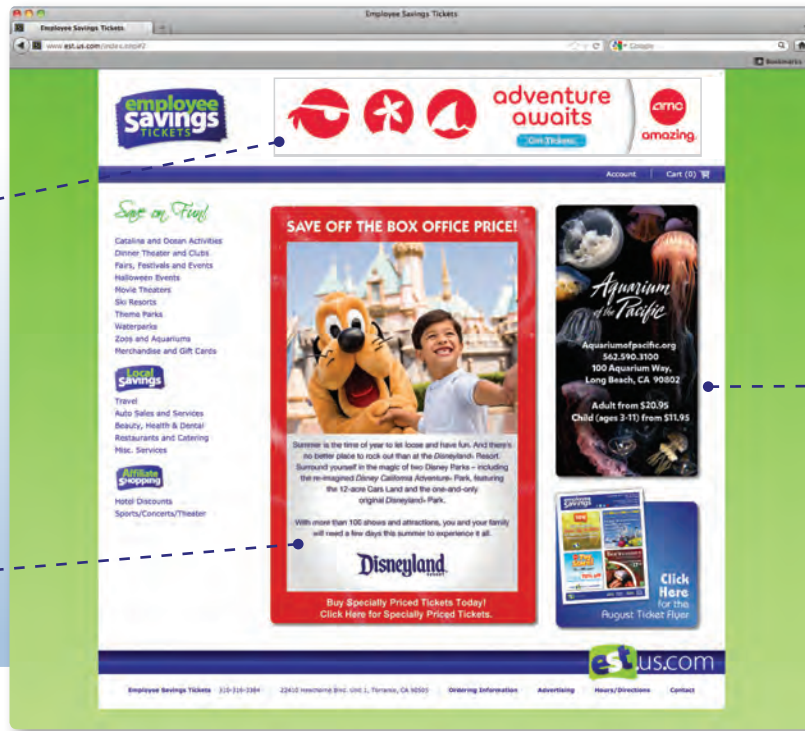 Employee Savings Tickets
Employee Savings Tickets
www.est.us.com/index.asp#2
Google
Bookmarks
employee
savings
TICKETS
adventure
awaits
Get Tickets
amc
amazing.
Account
Cart (0)
Save on Fun!
Catalina and Ocean Activities
Dinner Theater and Clubs
Fairs, Festivals and Events
Halloween Events
Movie Theaters
Ski Resorts
Theme Parks
Waterparks
Zoos and Aquariums
Merchandise and Gift Cards
Local
Savings
Travel
Auto Sales and Services
Beauty, Health & Dental
Restaurants and Catering
Misc. Services
Affiliate
Shopping
Hotel Discounts
Sports/Concerts/Theater
SAVE OFF THE BOX OFFICE PRICE!
Summer is the time of year to let loose and have fun. And there's
no better place to rock out than at the Disneyland® Resort.
Surround yourself in the magic of two Disney Parks – including
the re-imagined Disney California Adventure® Park, featuring
the 12-acre Cars Land and the one-and-only
original Disneyland® Park.
With more than 100 shows and attractions, you and your family
will need a few days this summer to experience it all.
Disneyland
RESORT
Buy Specially Priced Tickets Today!
Click Here for Specially Priced Tickets.
Aquarium
of the Pacific
Aquariumofpacific.org
562.590.3100
100 Aquarium Way,
Long Beach, CA 90802
Adult from $20.95
Child (ages 3-11) from $11.95
employee
savings
Click
Here
for the
August Ticket Flyer
est.us.com
Employee Savings Tickets 310-316-3384 22410 Hawthorne Blvd. Unit 1, Torrance, CA 90505 Ordering Information Advertising Hours/Directions Contact